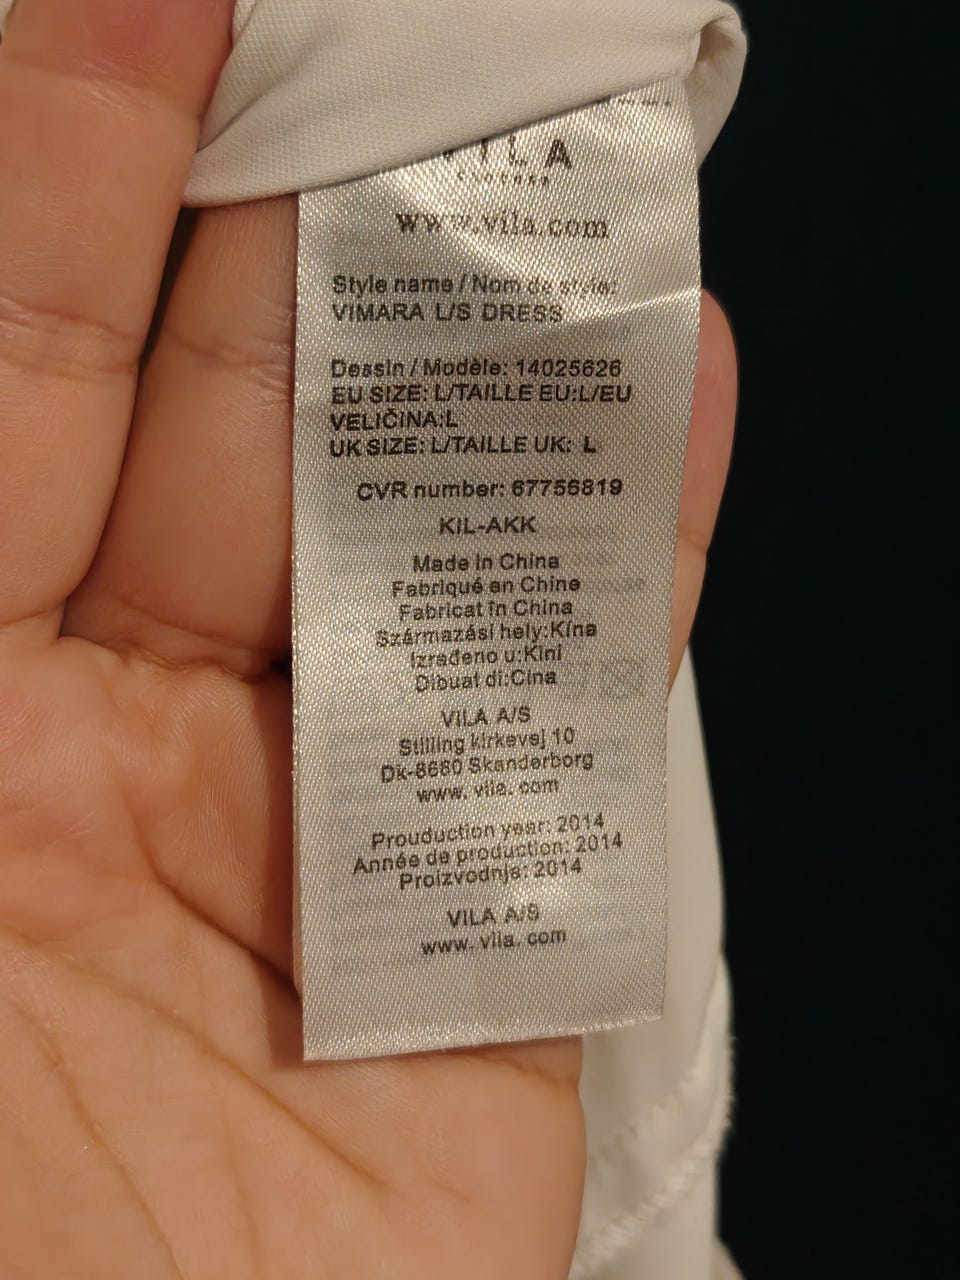 VILA
CLOTHES
www.vila.com
Style name / Nom de style:
VIMARA L/S DRESS
Dessin / Modèle: 14025626
EU SIZE: L/TAILLE EU:L/EU
VELIČINA:L
UK SIZE: L/TAILLE UK: L
CVR number: 67756819
KIL-AKK
Made in China
Fabriqué en Chine
Fabricat în China
Származási hely:Kína
Izrađeno u:Kini
Dibuat di:Cina
VILA A/S
Stilling kirkevej 10
Dk-8660 Skanderborg
www. vila. com
Prouduction year: 2014
Année de production: 2014
Proizvodnje: 2014
VILA A/S
www. vila. com